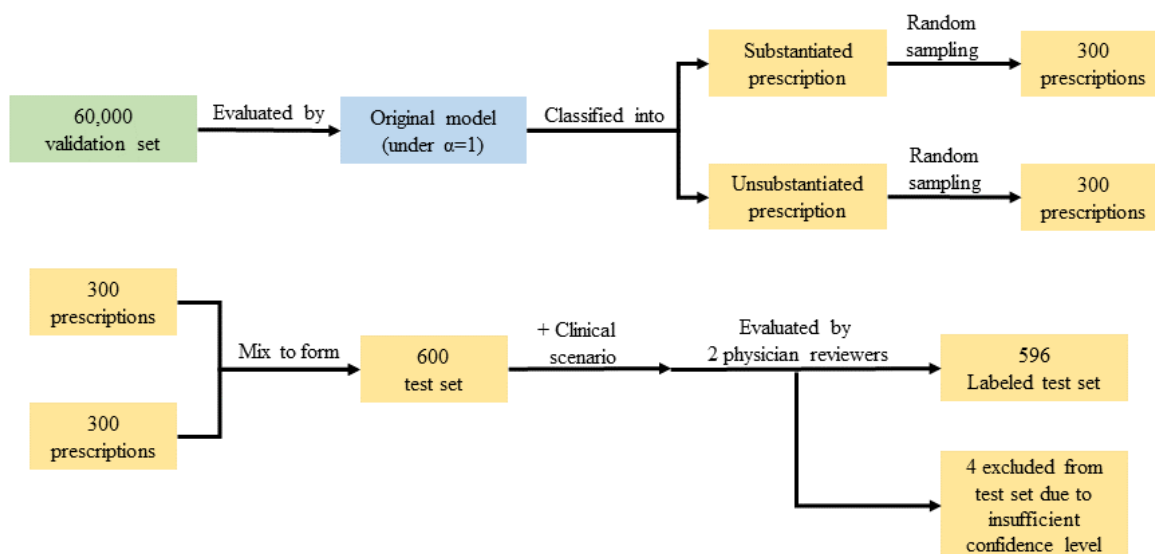 60,000
validation set
Evaluated by
Original model
(under α=1)
Classified into
Substantiated
prescription
Random
sampling
300
prescriptions
Unsubstantiated
prescription
Random
sampling
300
prescriptions
300
prescriptions
300
prescriptions
Mix to form
600
test set
+ Clinical
scenario
Evaluated by
2 physician reviewers
596
Labeled test set
4 excluded from
test set due to
insufficient
confidence level